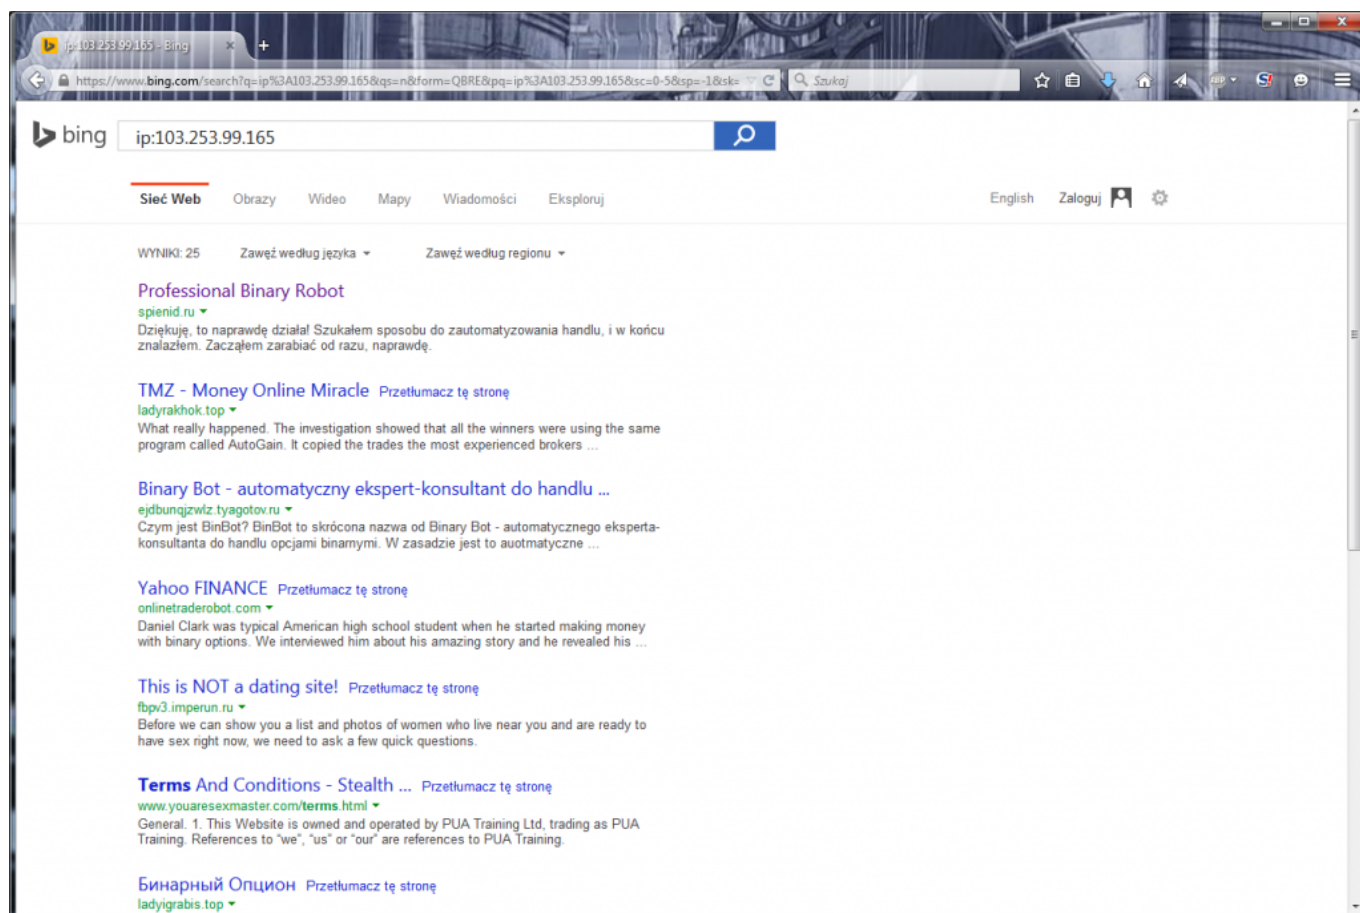 ip:103.253.99.165 - Bing
https://www.bing.com/search?q=ip%3A103.253.99.165&qs=n&form=QBRE&pq=ip%3A103.253.99.165&sc=0-5&sp=-1&sk=
Szukaj
bing
ip:103.253.99.165
Sieć Web Obrazy Wideo Mapy Wiadomości Eksploruj English Zaloguj
WYNIKI: 25 Zawęź według języka Zawęź według regionu
Professional Binary Robot
spienid.ru
Dziękuję, to naprawdę działa! Szukałem sposobu do zautomatyzowania handlu, i w końcu
znalazłem. Zacząłem zarabiać od razu, naprawdę.
TMZ - Money Online Miracle Przetłumacz tę stronę
ladyrakhok.top
What really happened. The investigation showed that all the winners were using the same
program called AutoGain. It copied the trades the most experienced brokers ...
Binary Bot - automatyczny ekspert-konsultant do handlu ...
ejdbunqjzwlz.tyagotov.ru
Czym jest BinBot? BinBot to skrócona nazwa od Binary Bot - automatycznego eksperta-
konsultanta do handlu opcjami binarnymi. W zasadzie jest to auotmatyczne ...
Yahoo FINANCE Przetłumacz tę stronę
onlinetraderobot.com
Daniel Clark was typical American high school student when he started making money
with binary options. We interviewed him about his amazing story and he revealed his ...
This is NOT a dating site! Przetłumacz tę stronę
fbpv3.imperun.ru
Before we can show you a list and photos of women who live near you and are ready to
have sex right now, we need to ask a few quick questions.
Terms And Conditions - Stealth ... Przetłumacz tę stronę
www.youaresexmaster.com/terms.html
General. 1. This Website is owned and operated by PUA Training Ltd, trading as PUA
Training. References to "we", "us" or "our" are references to PUA Training.
Бинарный Опцион Przetłumacz tę stronę
ladyigrabis.top